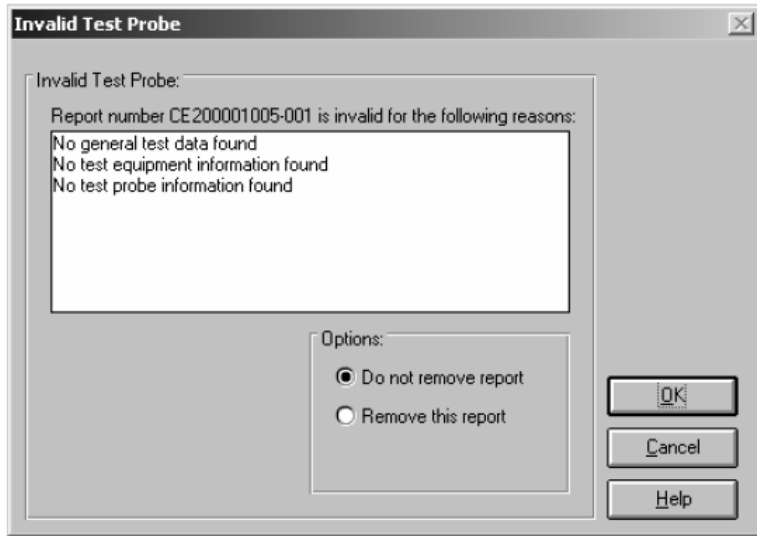 Invalid Test Probe
Invalid Test Probe:
Report number CE200001005-001 is invalid for the following reasons:
No general test data found
No test equipment information found
No test probe information found
Options:
Do not remove report
Remove this report
OK
Cancel
Help